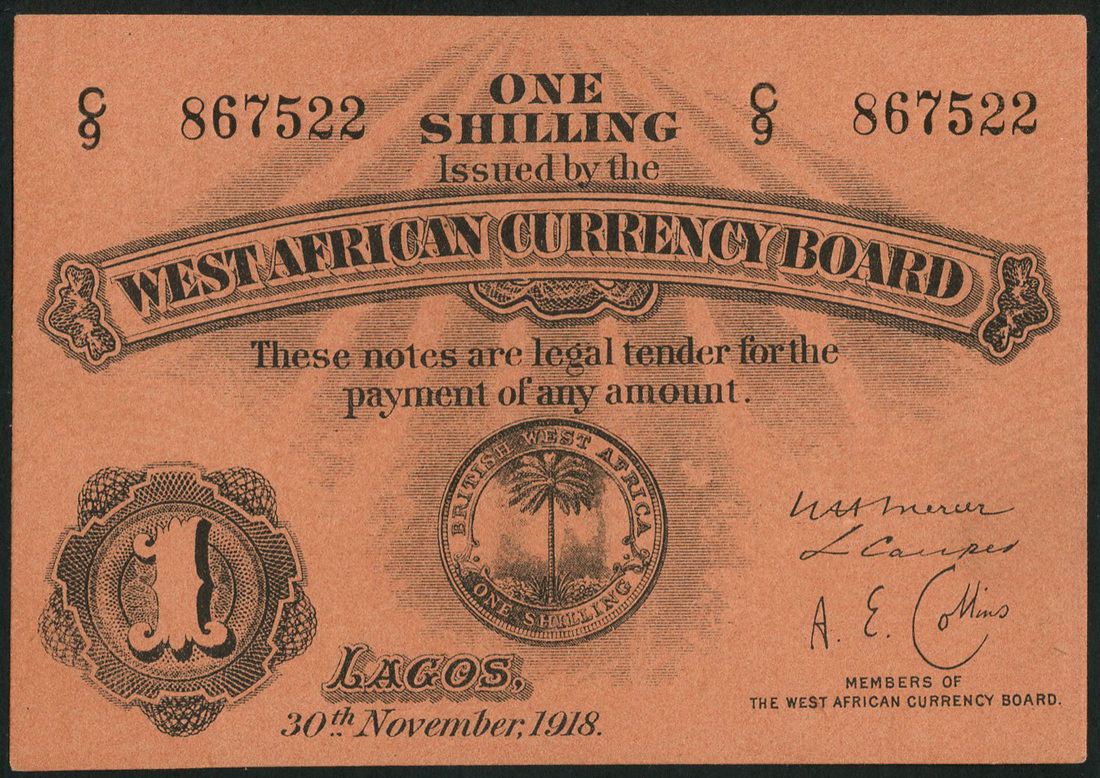 C/9 867522 ONE C/9 867522
SHILLING
Issued by the
WEST AFRICAN CURRENCY BOARD
These notes are legal tender for the
payment of any amount.
BRITISH WEST AFRICA
ONE SHILLING
1
A. E. Collins
LAGOS,
30th November, 1918.
MEMBERS OF
THE WEST AFRICAN CURRENCY BOARD.